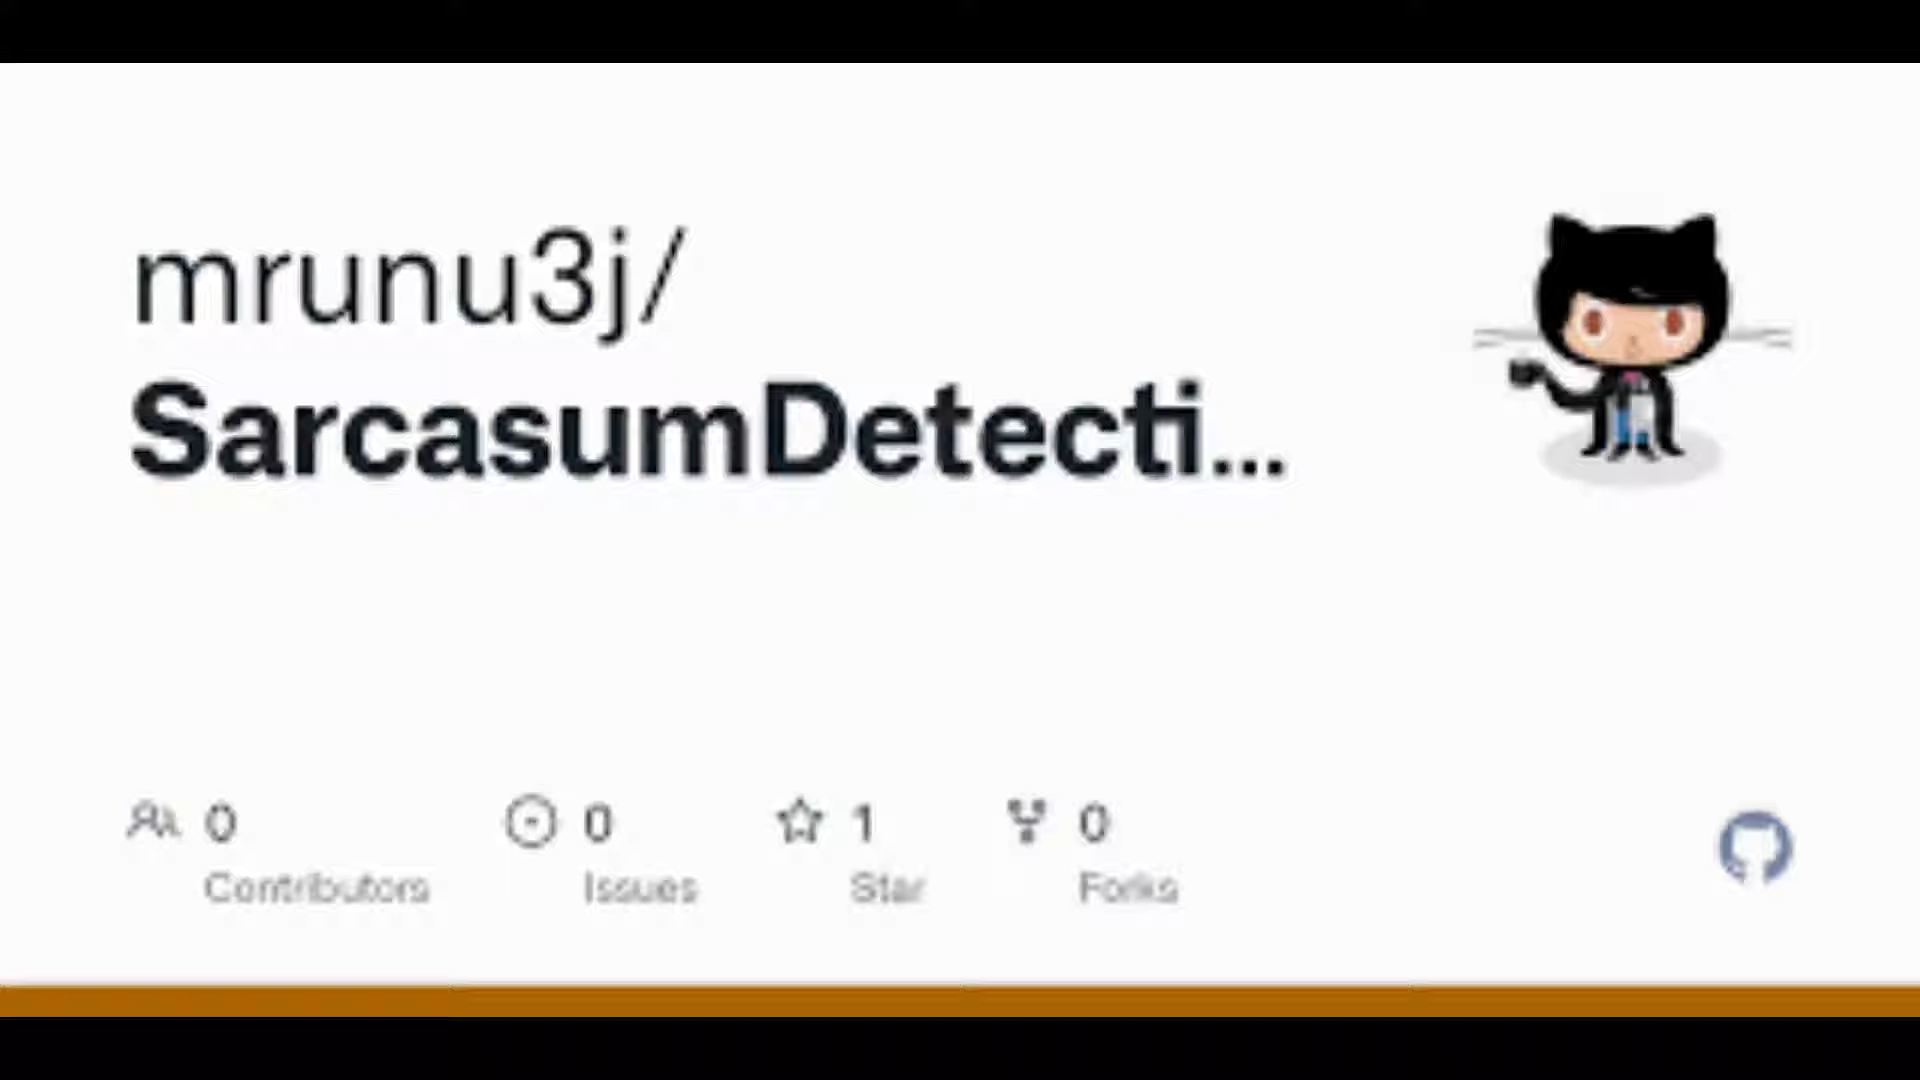 mrunu3j/
SarcasumDetecti...
0 0 1 0
Contributors Issues Star Forks